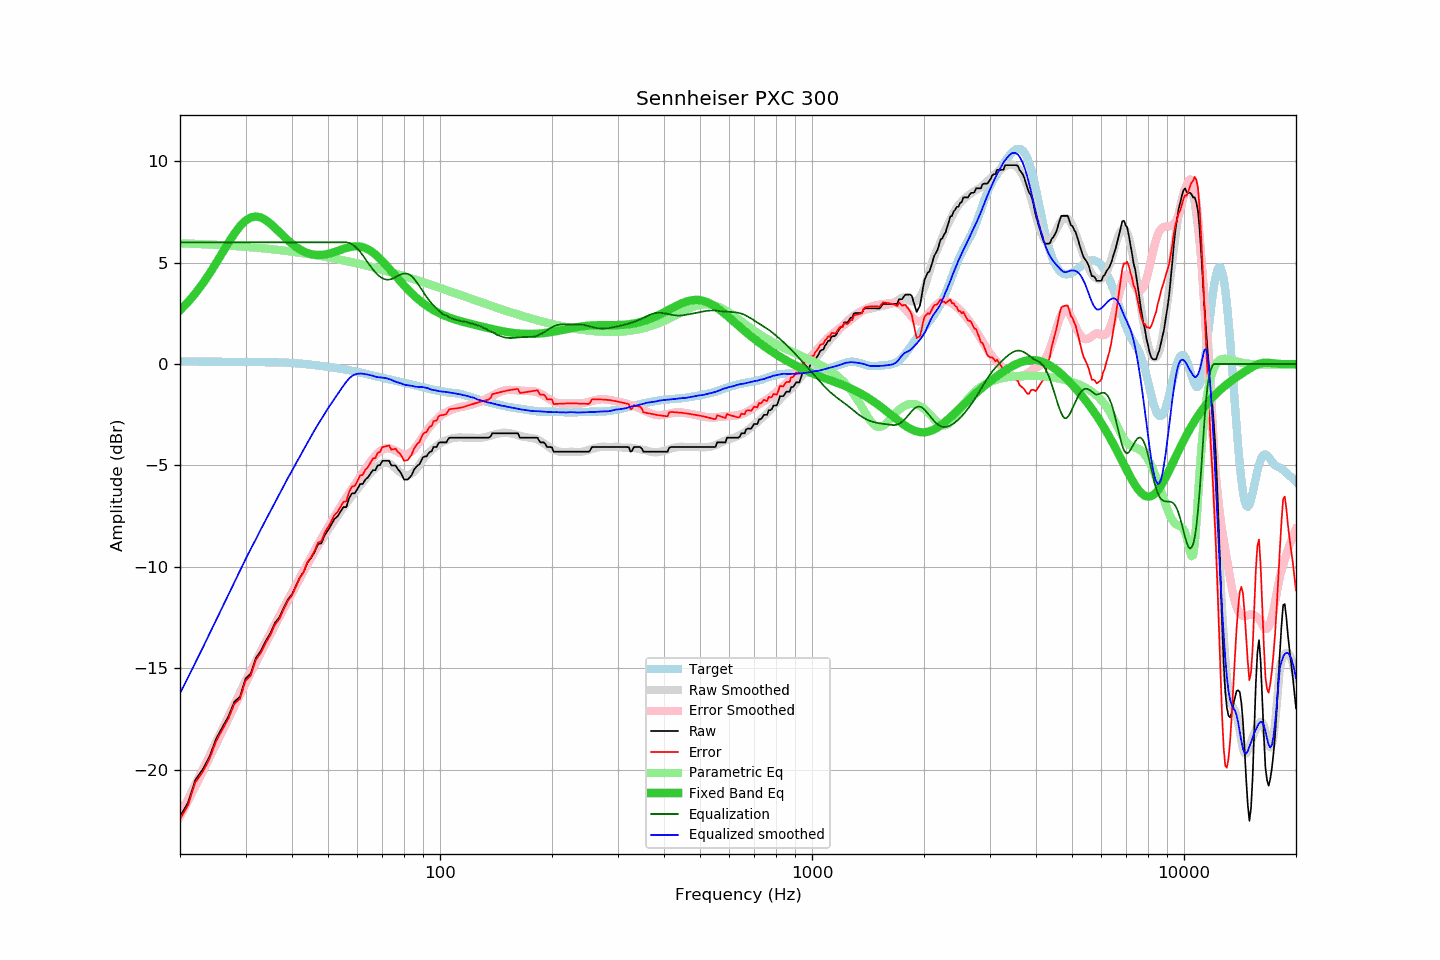 Sennheiser PXC 300
10
5
0
−5
−10
−15
−20
Amplitude (dBr)
100
1000
10000
Frequency (Hz)
Target
Raw Smoothed
Error Smoothed
Raw
Error
Parametric Eq
Fixed Band Eq
Equalization
Equalized smoothed